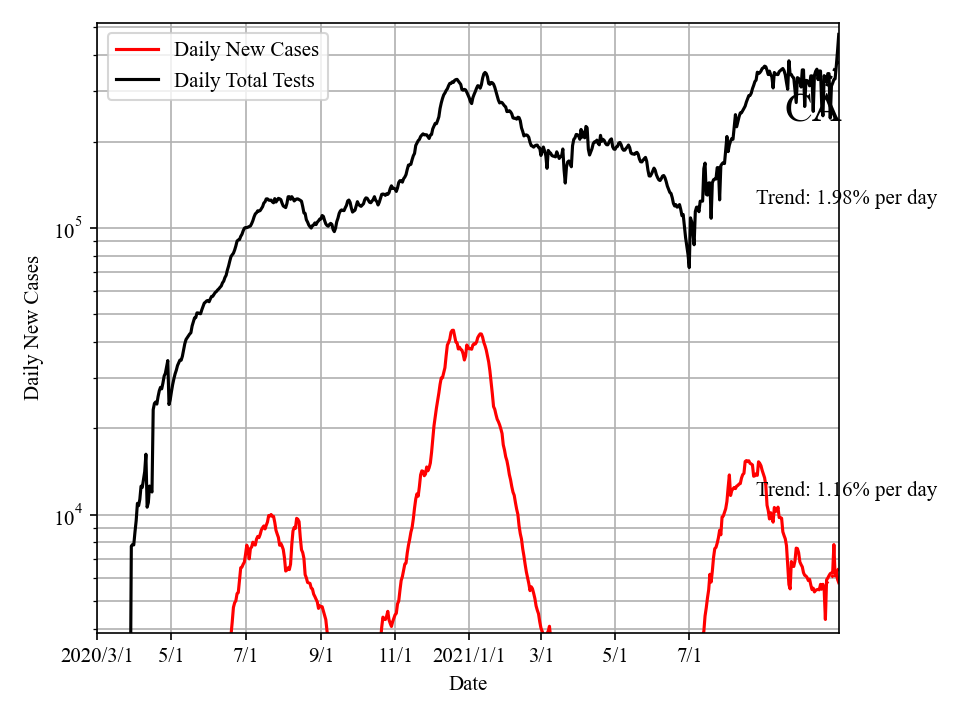 Daily New Cases
Daily Total Tests
CA
Trend: 1.98% per day
10^5
Daily New Cases
Trend: 1.16% per day
10^4
2020/3/1 5/1 7/1 9/1 11/1 2021/1/1 3/1 5/1 7/1
Date